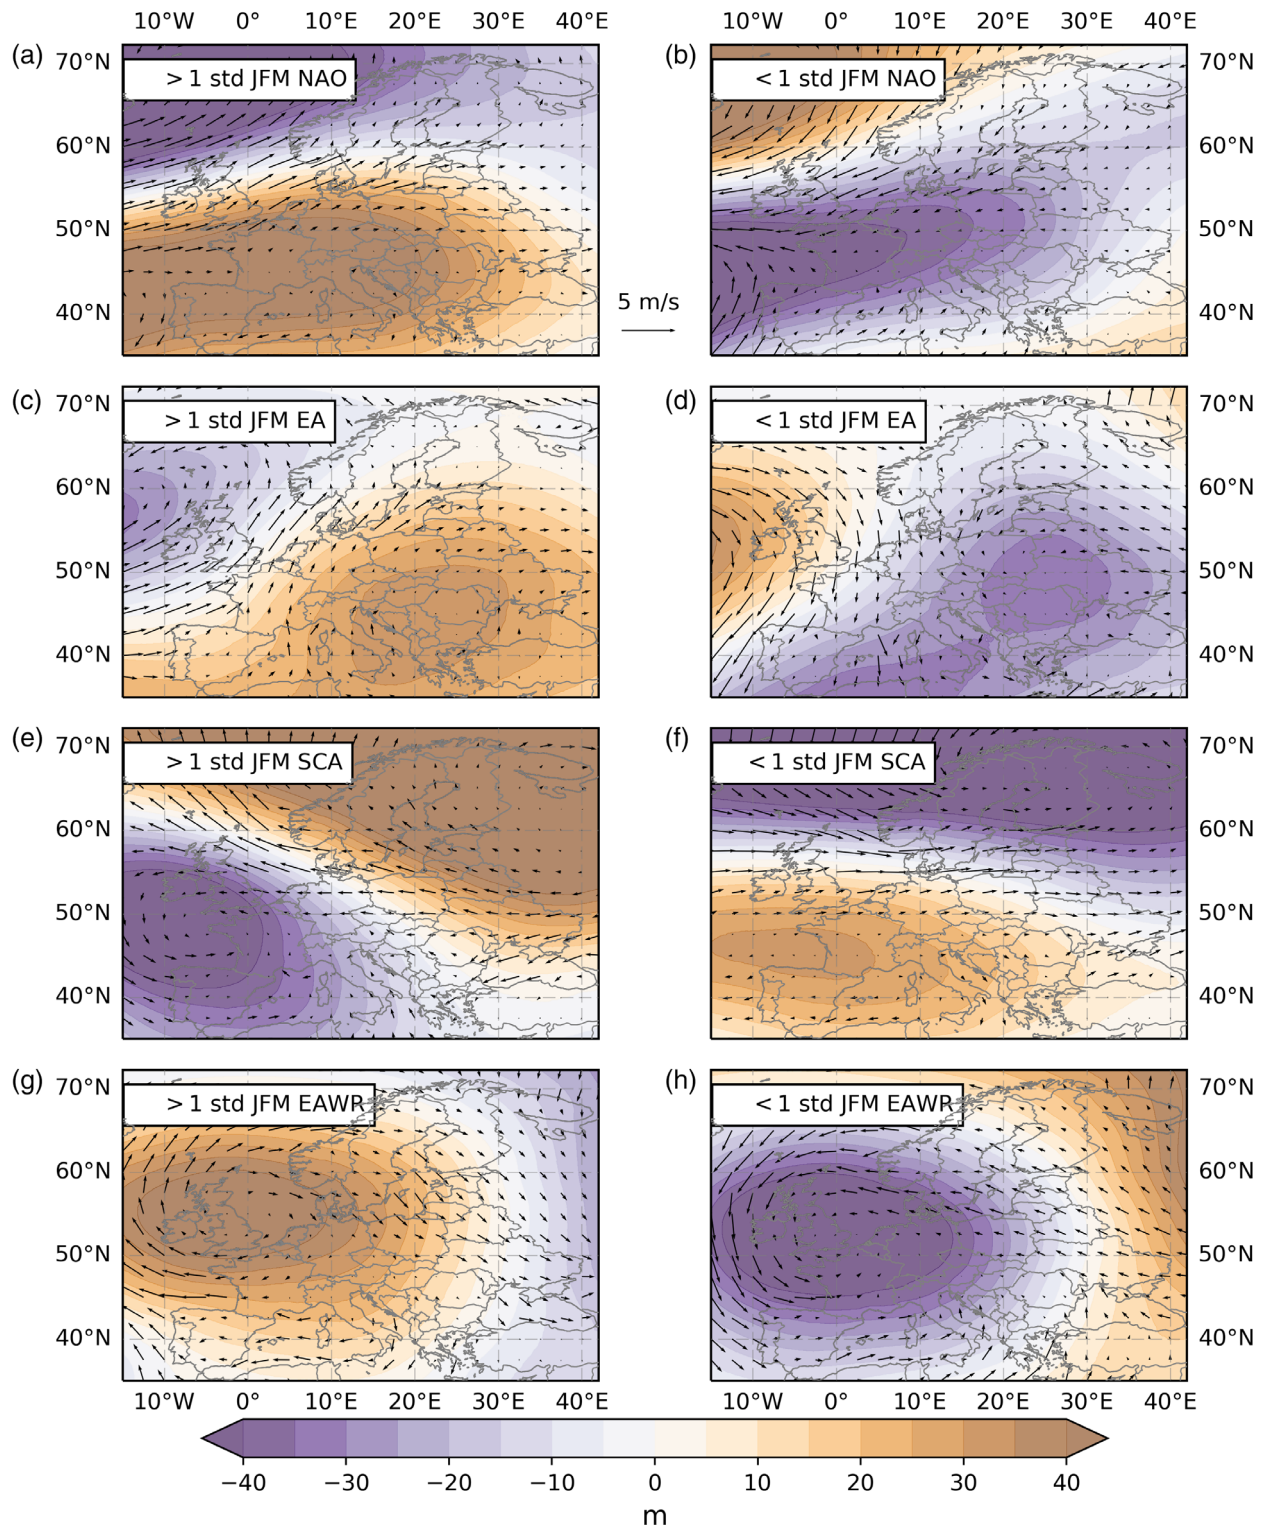 10°W 0° 10°E 20°E 30°E 40°E 10°W 0° 10°E 20°E 30°E 40°E
(a) 70°N > 1 std JFM NAO (b) < 1 std JFM NAO 70°N
60°N 60°N
50°N 50°N
40°N 5 m/s 40°N
(c) 70°N > 1 std JFM EA (d) < 1 std JFM EA 70°N
60°N 60°N
50°N 50°N
40°N 40°N
(e) 70°N > 1 std JFM SCA (f) < 1 std JFM SCA 70°N
60°N 60°N
50°N 50°N
40°N 40°N
(g) 70°N > 1 std JFM EAWR (h) < 1 std JFM EAWR 70°N
60°N 60°N
50°N 50°N
40°N 40°N
10°W 0° 10°E 20°E 30°E 40°E 10°W 0° 10°E 20°E 30°E 40°E
−40 −30 −20 −10 0 10 20 30 40
m